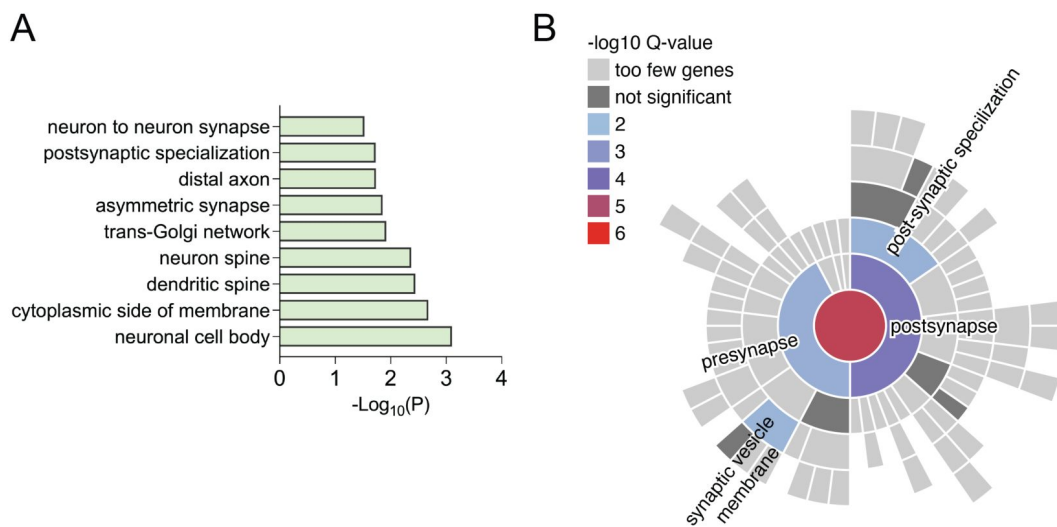 A
neuron to neuron synapse
postsynaptic specialization
distal axon
asymmetric synapse
trans-Golgi network
neuron spine
dendritic spine
cytoplasmic side of membrane
neuronal cell body
0 1 2 3 4
-Log10(P)
B
-log10 Q-value
too few genes
not significant
2
3
4
5
6
post-synaptic specilization
postsynapse
presynapse
synaptic vesicle
membrane